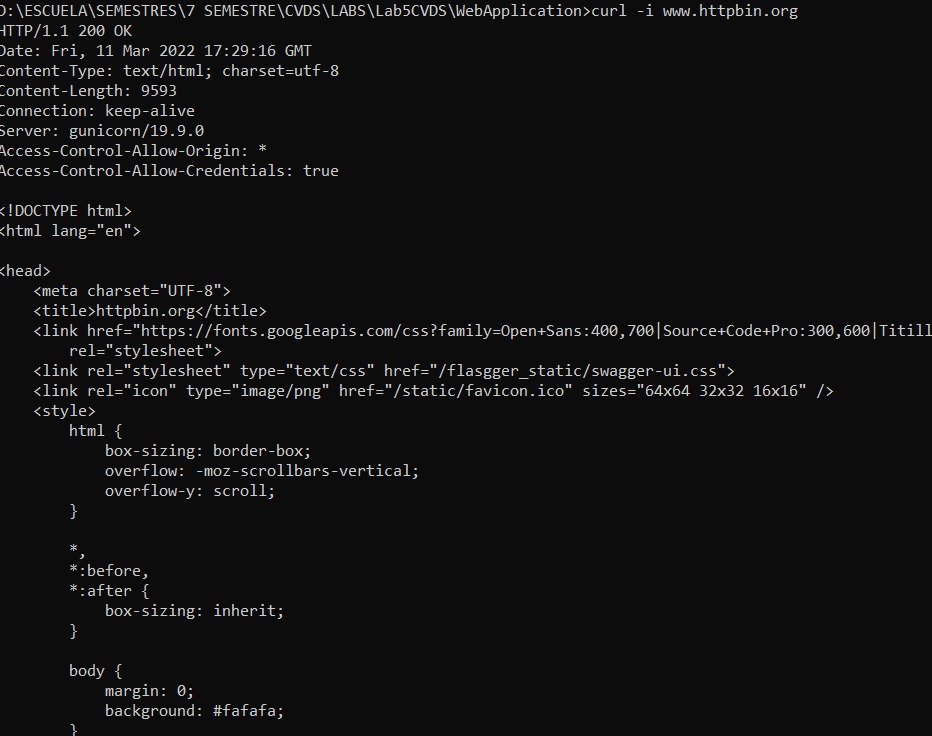 D:\ESCUELA\SEMESTRES\7 SEMESTRE\CVDS\LABS\Lab5CVDS\WebApplication>curl -i www.httpbin.org
HTTP/1.1 200 OK
Date: Fri, 11 Mar 2022 17:29:16 GMT
Content-Type: text/html; charset=utf-8
Content-Length: 9593
Connection: keep-alive
Server: gunicorn/19.9.0
Access-Control-Allow-Origin: *
Access-Control-Allow-Credentials: true

<!DOCTYPE html>
<html lang="en">

<head>
    <meta charset="UTF-8">
    <title>httpbin.org</title>
    <link href="https://fonts.googleapis.com/css?family=Open+Sans:400,700|Source+Code+Pro:300,600|Titill
        rel="stylesheet">
    <link rel="stylesheet" type="text/css" href="/flasgger_static/swagger-ui.css">
    <link rel="icon" type="image/png" href="/static/favicon.ico" sizes="64x64 32x32 16x16" />
    <style>
        html {
            box-sizing: border-box;
            overflow: -moz-scrollbars-vertical;
            overflow-y: scroll;
        }

        *,
        *:before,
        *:after {
            box-sizing: inherit;
        }

        body {
            margin: 0;
            background: #fafafa;
        }